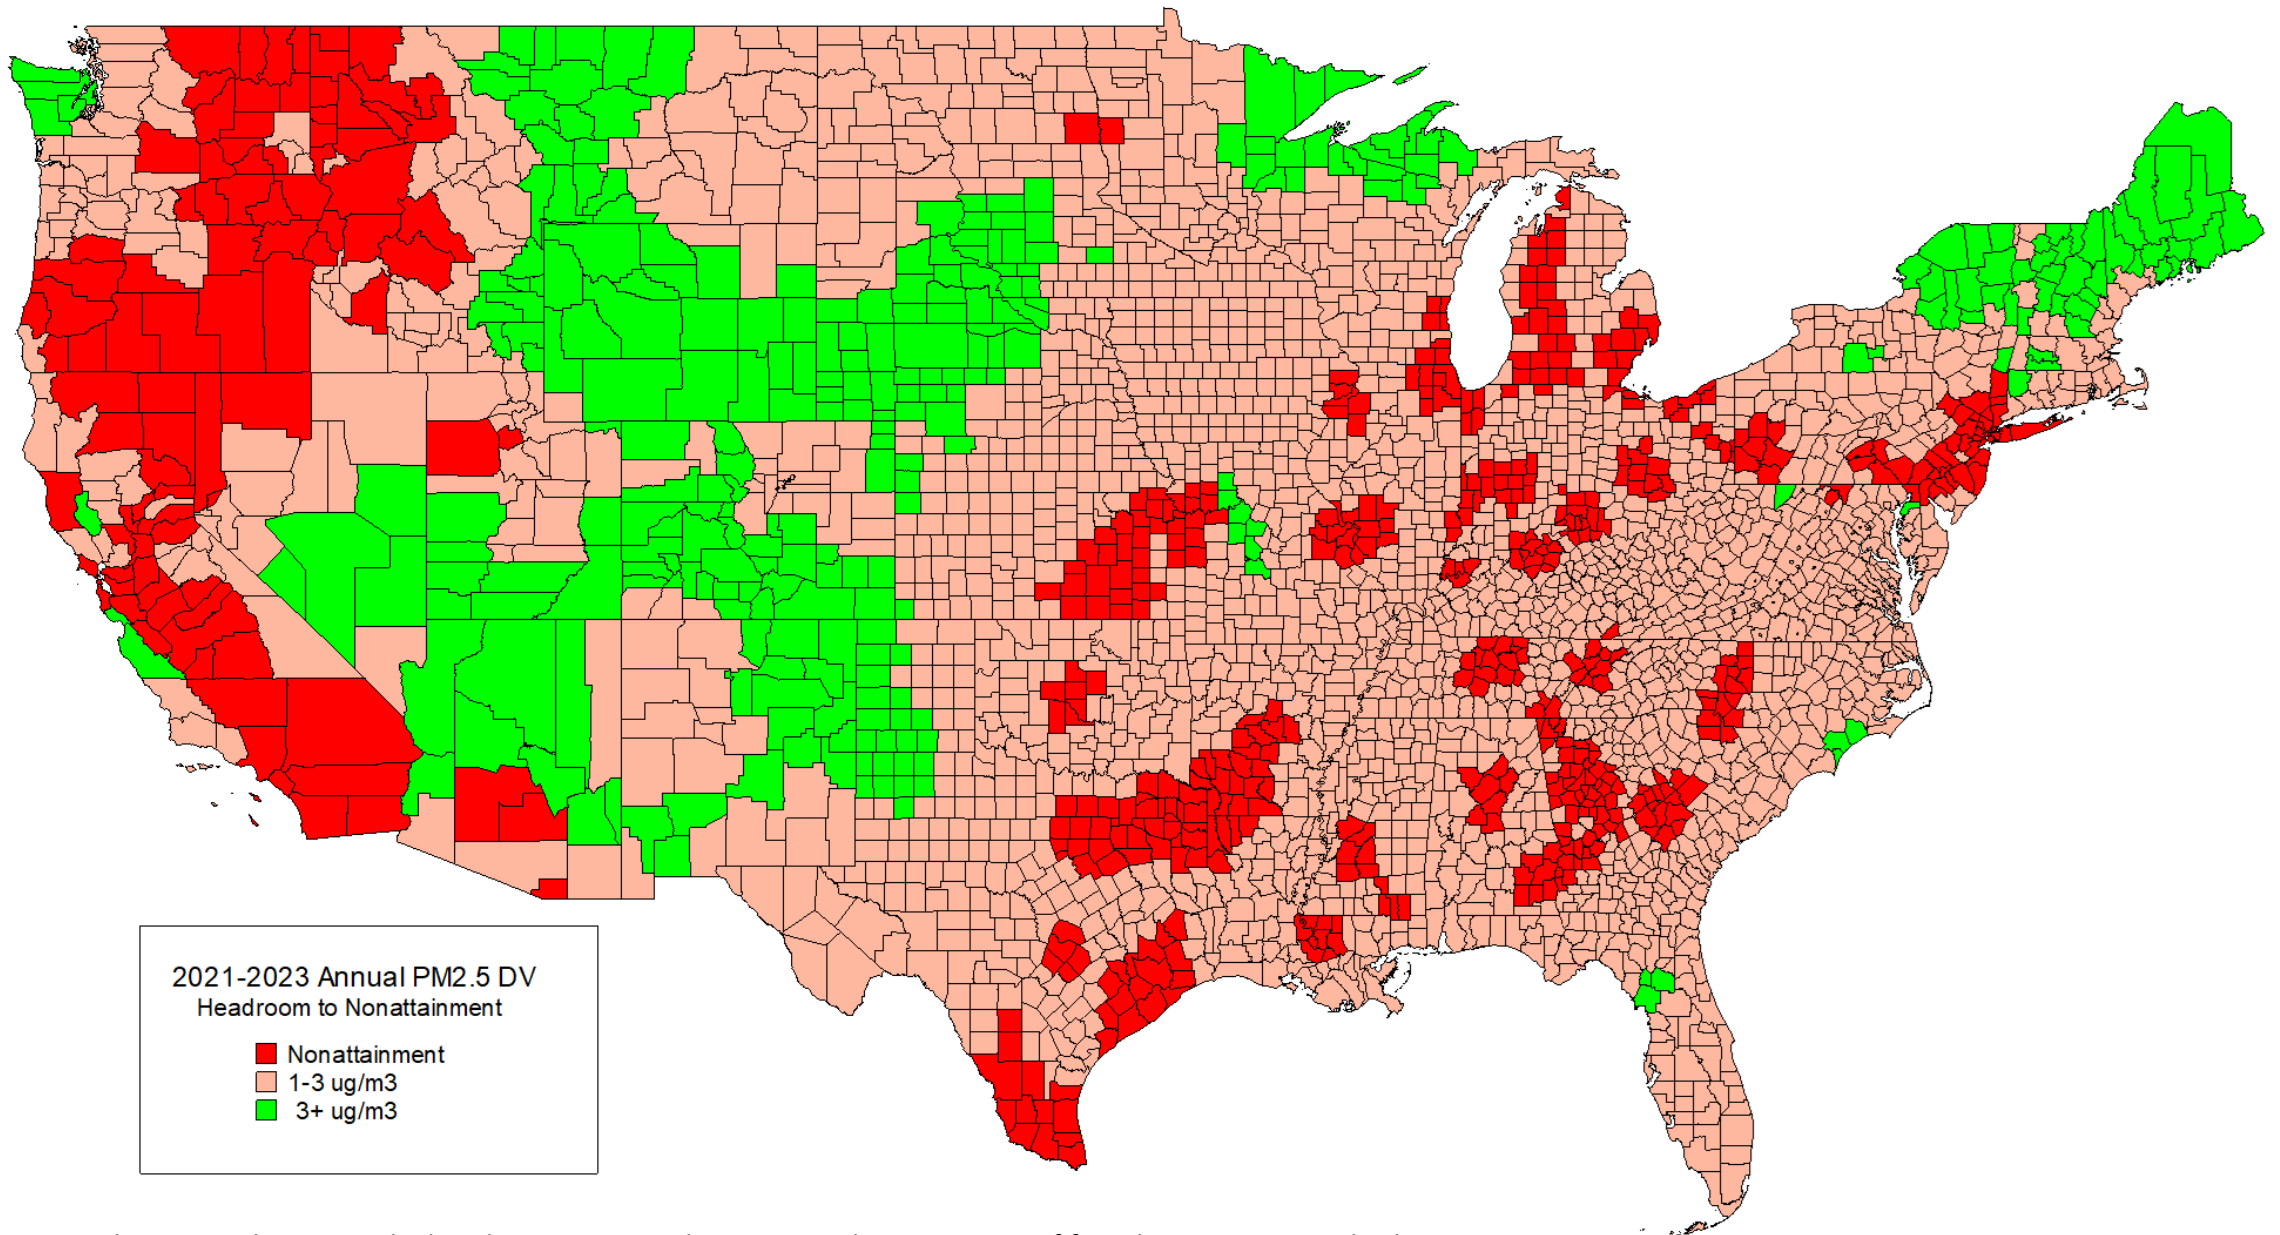 2021-2023 Annual PM2.5 DV
Headroom to Nonattainment
Nonattainment
1-3 ug/m3
3+ ug/m3